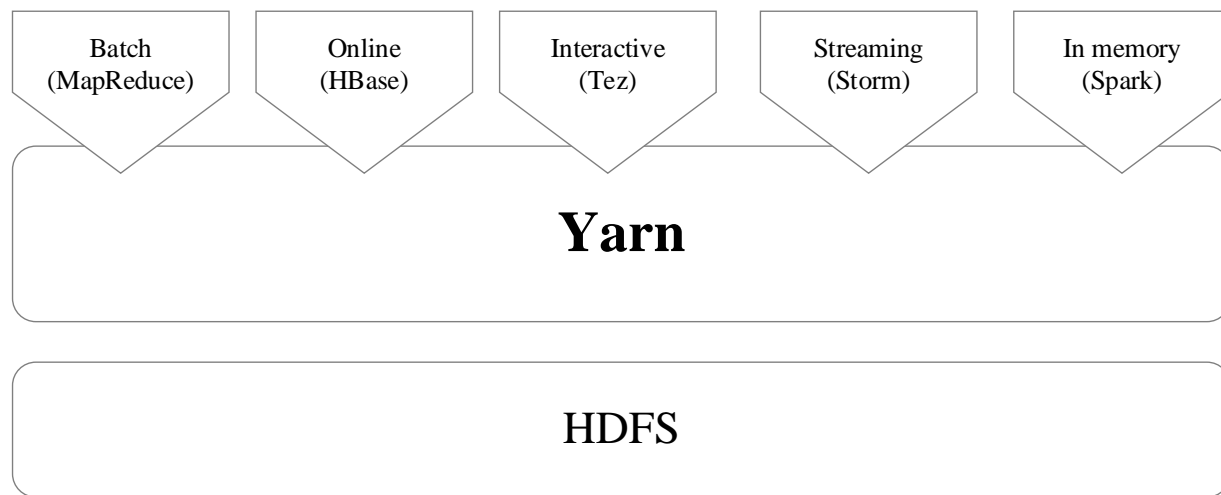 Batch
(MapReduce)
Online
(HBase)
Interactive
(Tez)
Streaming
(Storm)
In memory
(Spark)
Yarn
HDFS